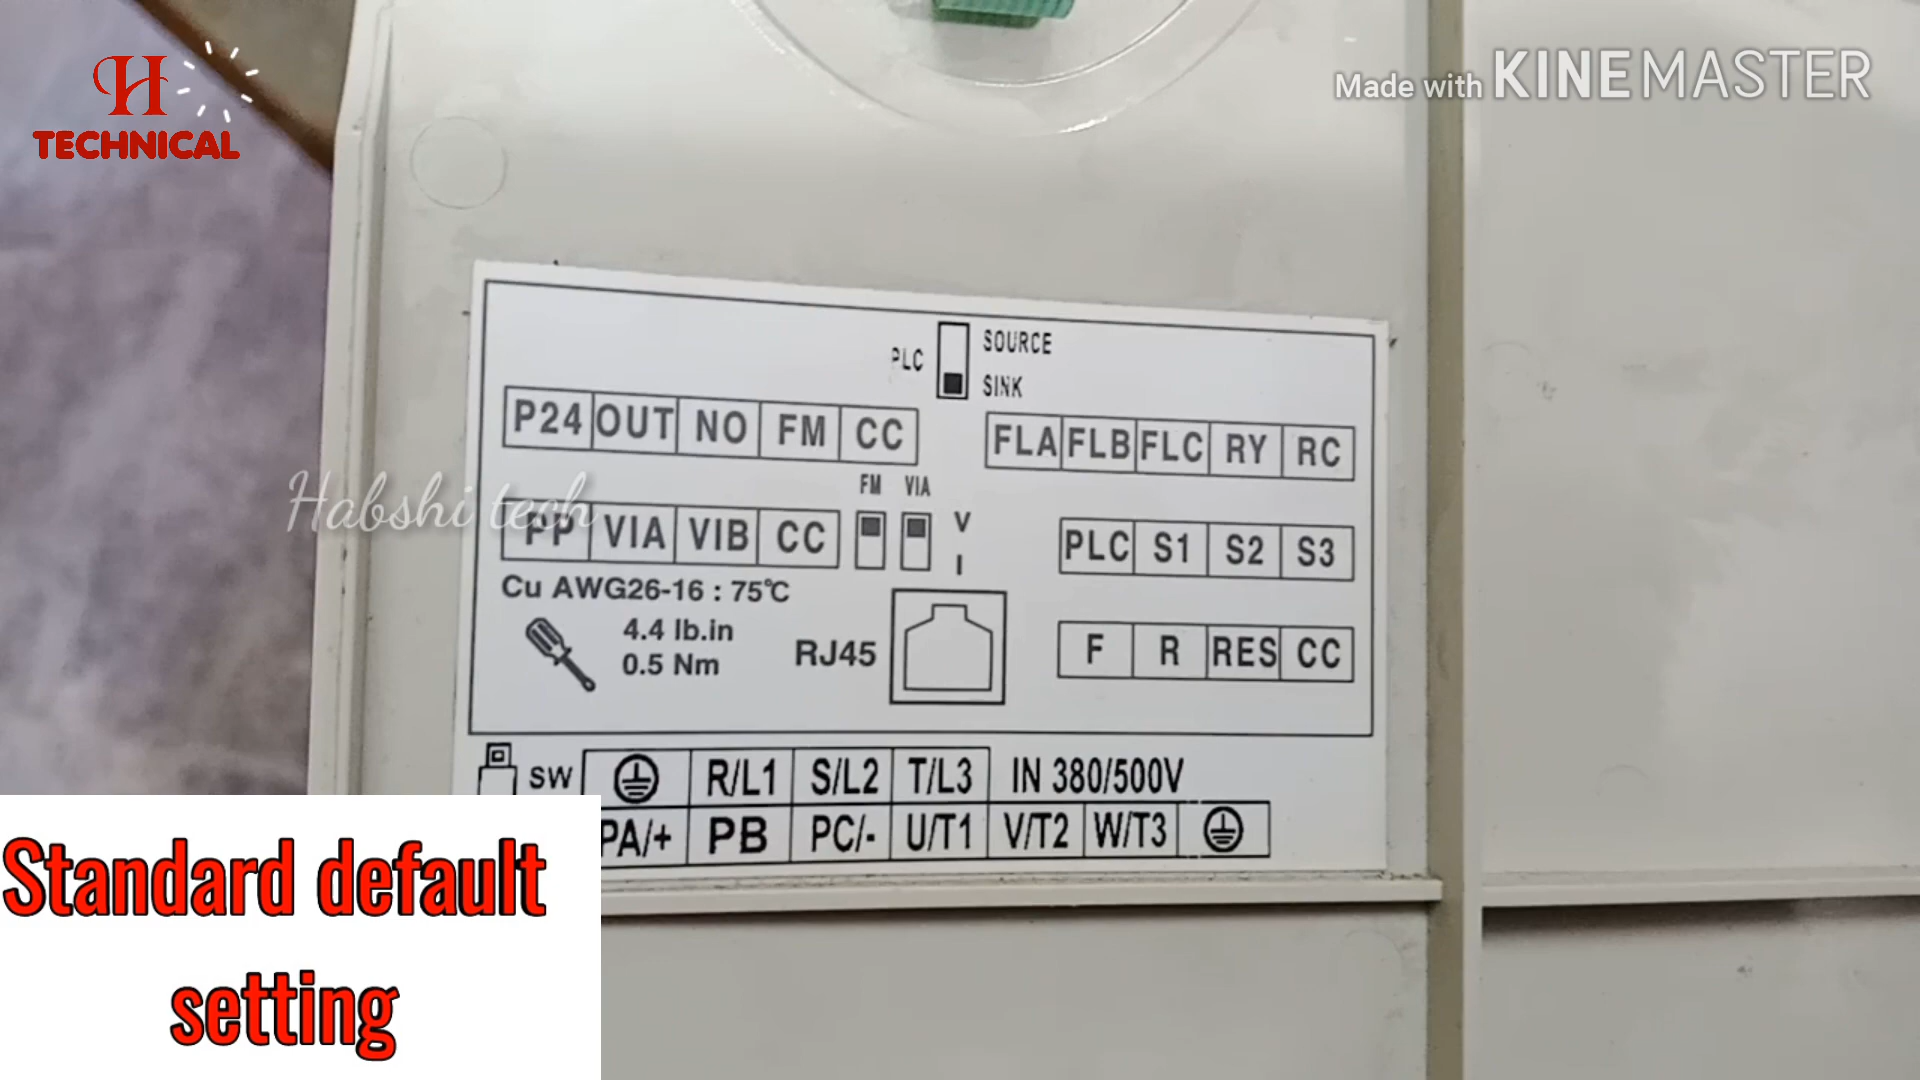 H
TECHNICAL
Made with KINEMASTER
PLC
SOURCE
SINK
P24 OUT NO FM CC
FLA FLB FLC RY RC
FM VIA
Habshi tech
PP VIA VIB CC
V
I
PLC S1 S2 S3
Cu AWG26-16 : 75℃
4.4 lb.in
0.5 Nm
RJ45
F R RES CC
SW R/L1 S/L2 T/L3 IN 380/500V
PA/+ PB PC/- U/T1 V/T2 W/T3
Standard default
setting